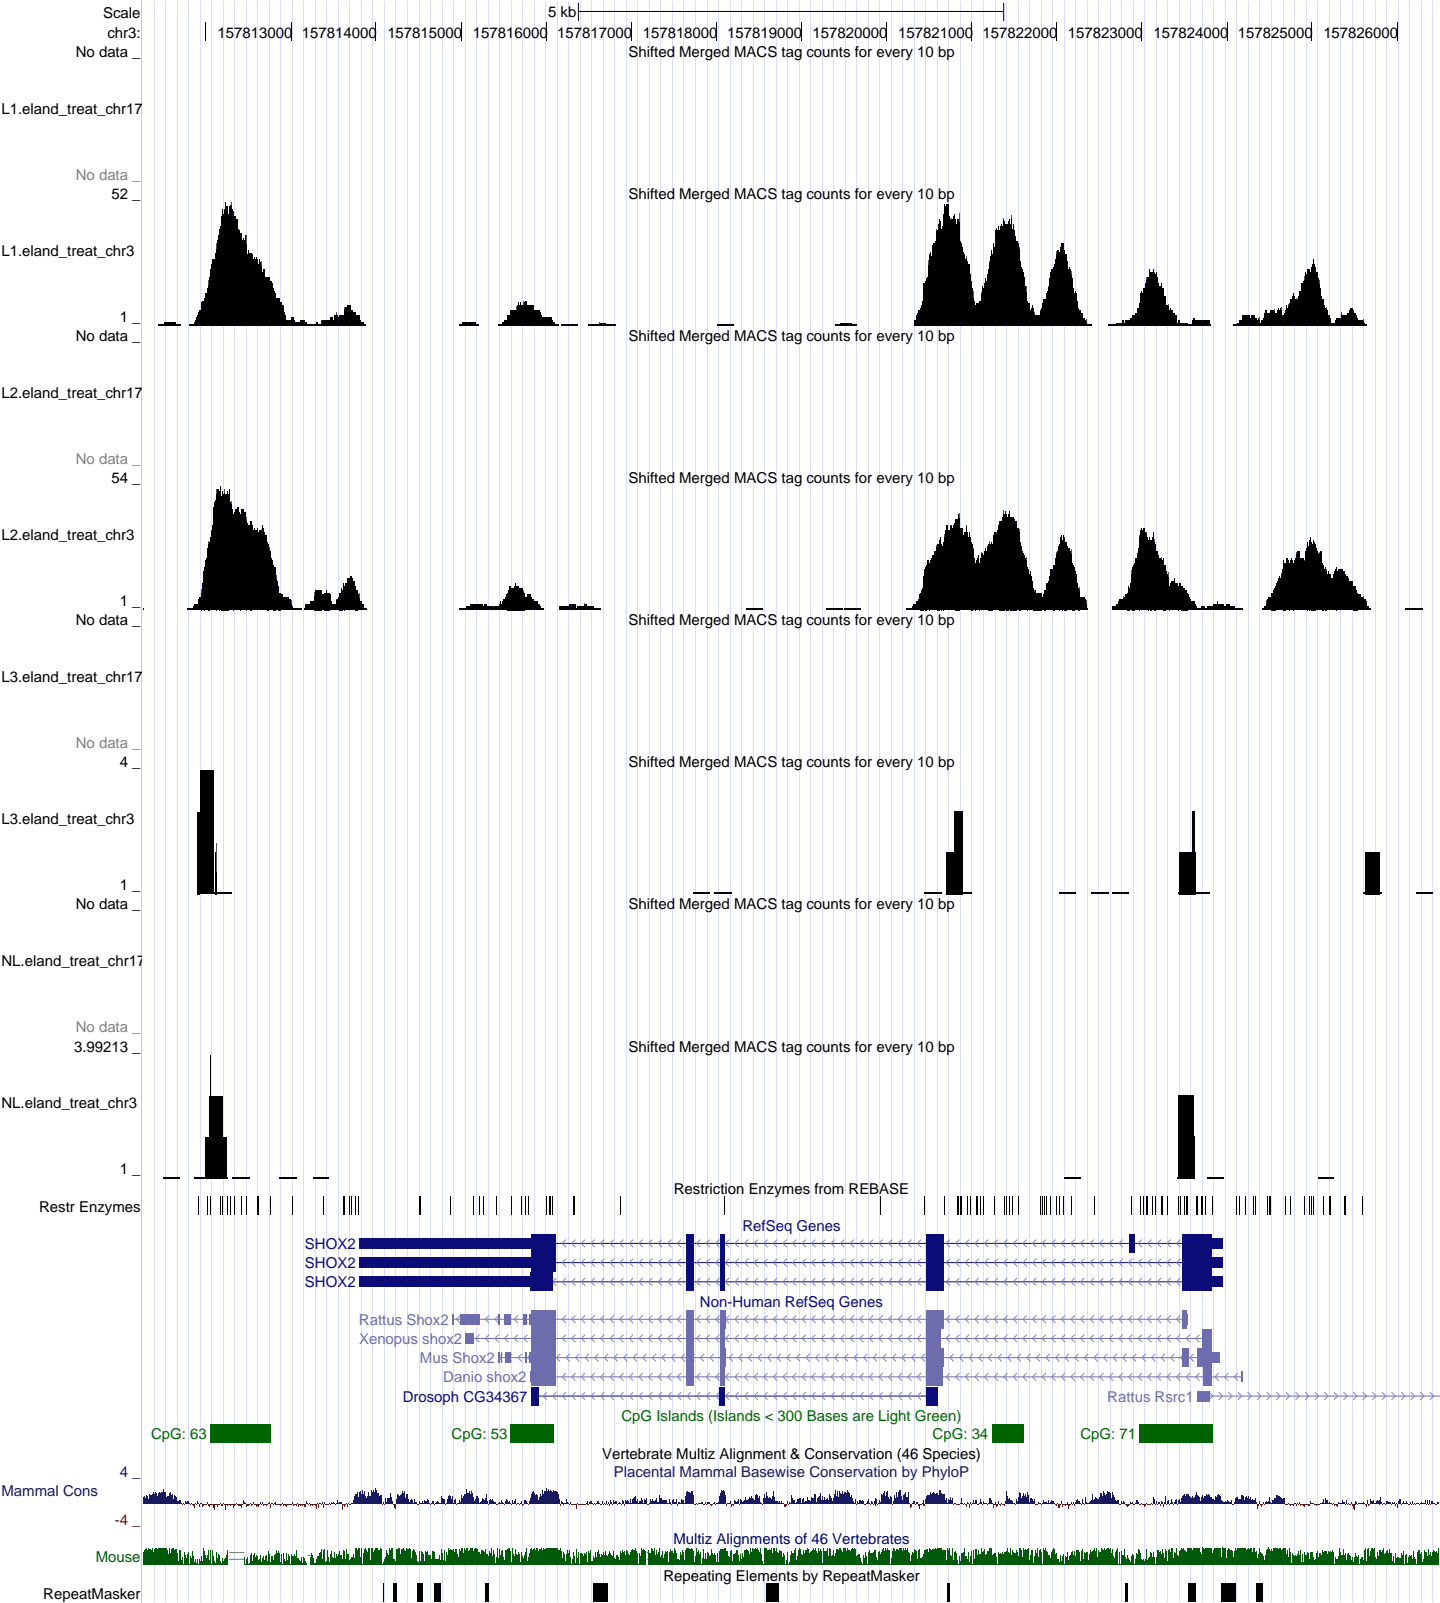 Scale 5 kb
chr3: 157813000 157814000 157815000 157816000 157817000 157818000 157819000 157820000 157821000 157822000 157823000 157824000 157825000 157826000
No data _ Shifted Merged MACS tag counts for every 10 bp
L1.eland_treat_chr17
No data _
52 _ Shifted Merged MACS tag counts for every 10 bp
L1.eland_treat_chr3
1 _
No data _ Shifted Merged MACS tag counts for every 10 bp
L2.eland_treat_chr17
No data _
54 _ Shifted Merged MACS tag counts for every 10 bp
L2.eland_treat_chr3
1 _
No data _ Shifted Merged MACS tag counts for every 10 bp
L3.eland_treat_chr17
No data _
4 _ Shifted Merged MACS tag counts for every 10 bp
L3.eland_treat_chr3
1 _
No data _ Shifted Merged MACS tag counts for every 10 bp
NL.eland_treat_chr17
No data _
3.99213 _ Shifted Merged MACS tag counts for every 10 bp
NL.eland_treat_chr3
1 _
Restriction Enzymes from REBASE
Restr Enzymes
RefSeq Genes
SHOX2
SHOX2
SHOX2
Non-Human RefSeq Genes
Rattus Shox2
Xenopus shox2
Mus Shox2
Danio shox2
Drosoph CG34367 Rattus Rsrc1
CpG Islands (Islands < 300 Bases are Light Green)
CpG: 63 CpG: 53 CpG: 34 CpG: 71
Vertebrate Multiz Alignment & Conservation (46 Species)
4 _ Placental Mammal Basewise Conservation by PhyloP
Mammal Cons
-4 _
Multiz Alignments of 46 Vertebrates
Mouse
Repeating Elements by RepeatMasker
RepeatMasker